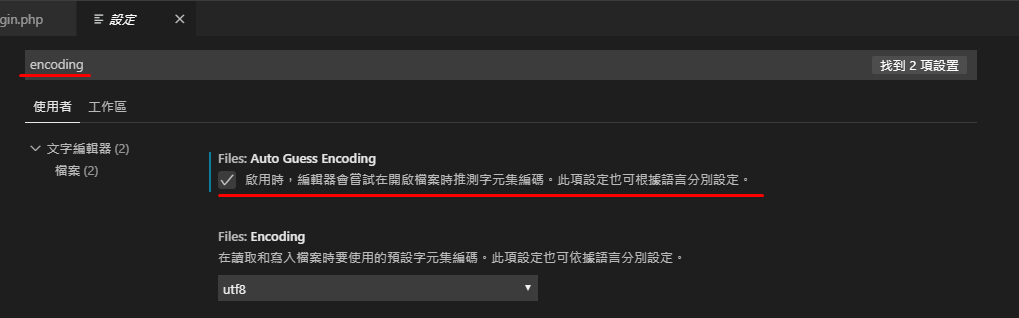 gin.php
設定
encoding
找到 2 項設置
使用者 工作區
文字編輯器 (2)
檔案 (2)
Files: Auto Guess Encoding
啟用時，編輯器會嘗試在開啟檔案時推測字元集編碼。此項設定也可根據語言分別設定。
Files: Encoding
在讀取和寫入檔案時要使用的預設字元集編碼。此項設定也可依據語言分別設定。
utf8